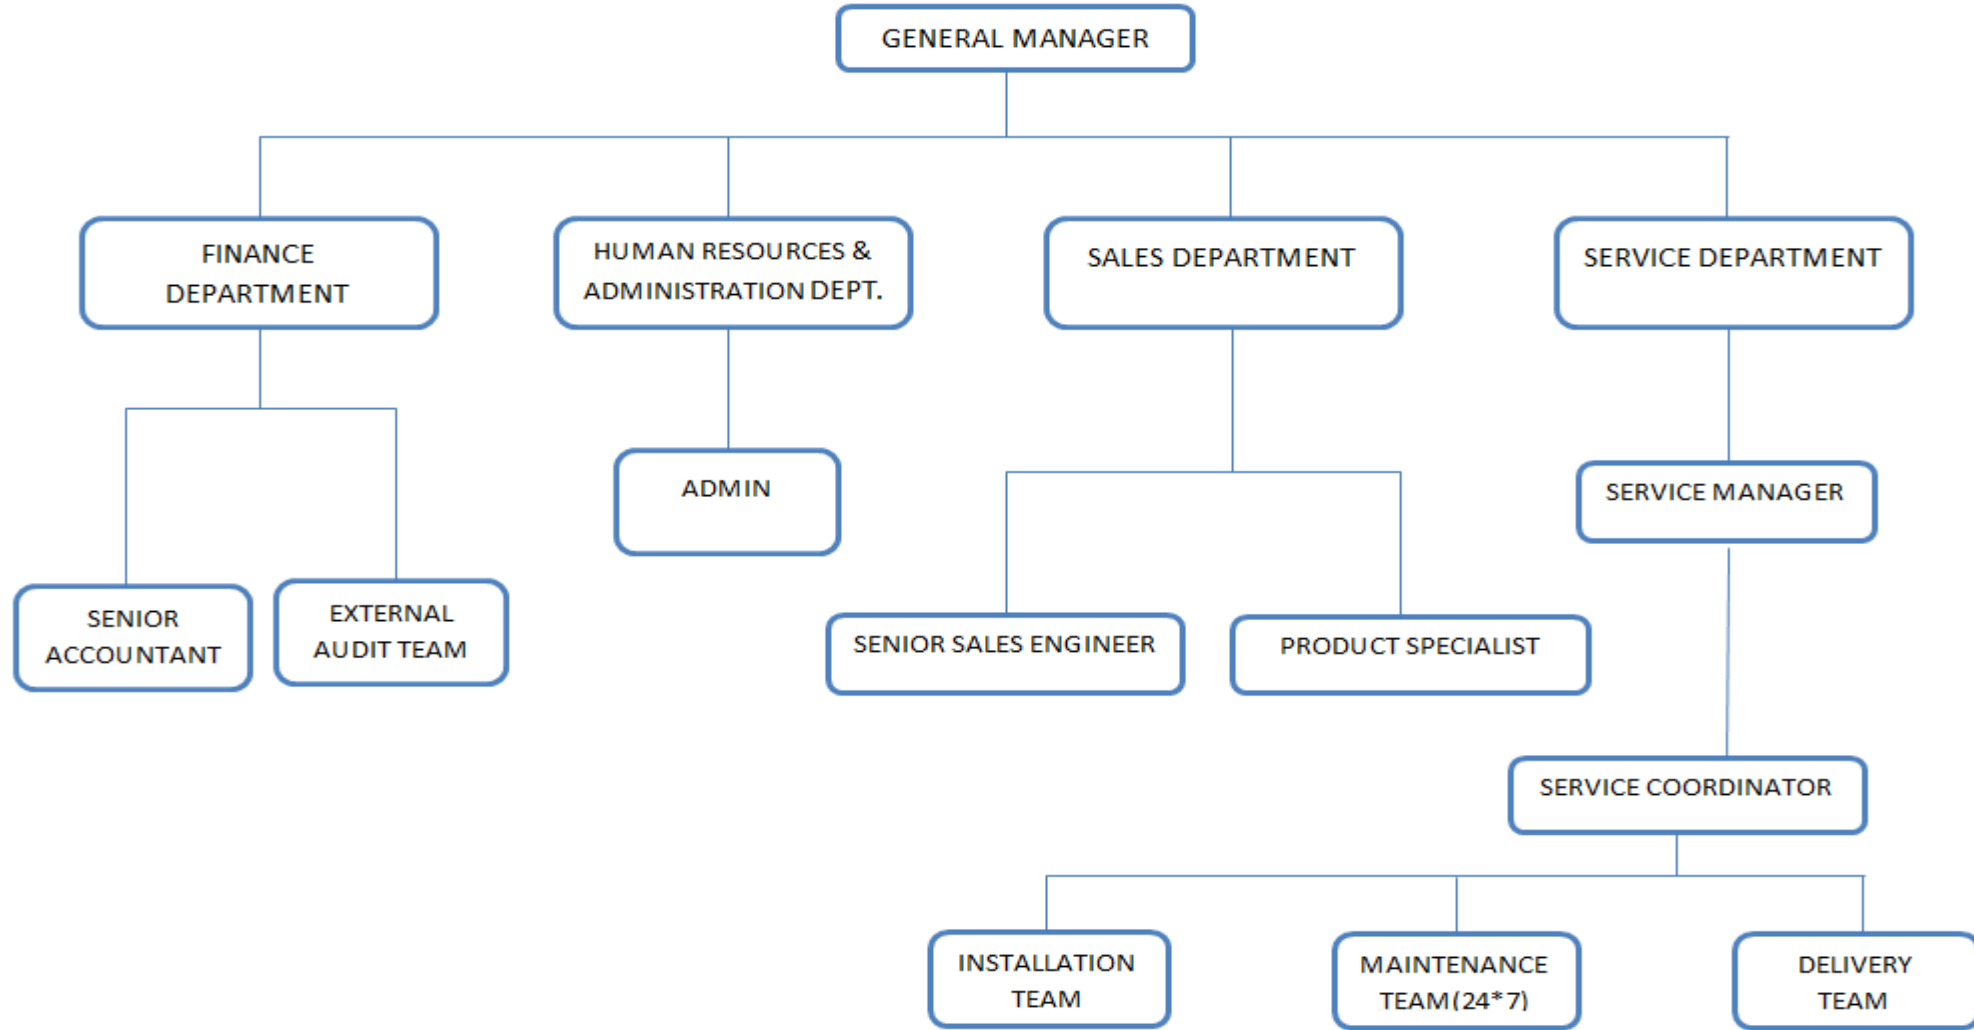 GENERAL MANAGER
FINANCE
DEPARTMENT
HUMAN RESOURCES &
ADMINISTRATION DEPT.
SALES DEPARTMENT
SERVICE DEPARTMENT
ADMIN
SERVICE MANAGER
SENIOR
ACCOUNTANT
EXTERNAL
AUDIT TEAM
SENIOR SALES ENGINEER
PRODUCT SPECIALIST
SERVICE COORDINATOR
INSTALLATION
TEAM
MAINTENANCE
TEAM(24*7)
DELIVERY
TEAM